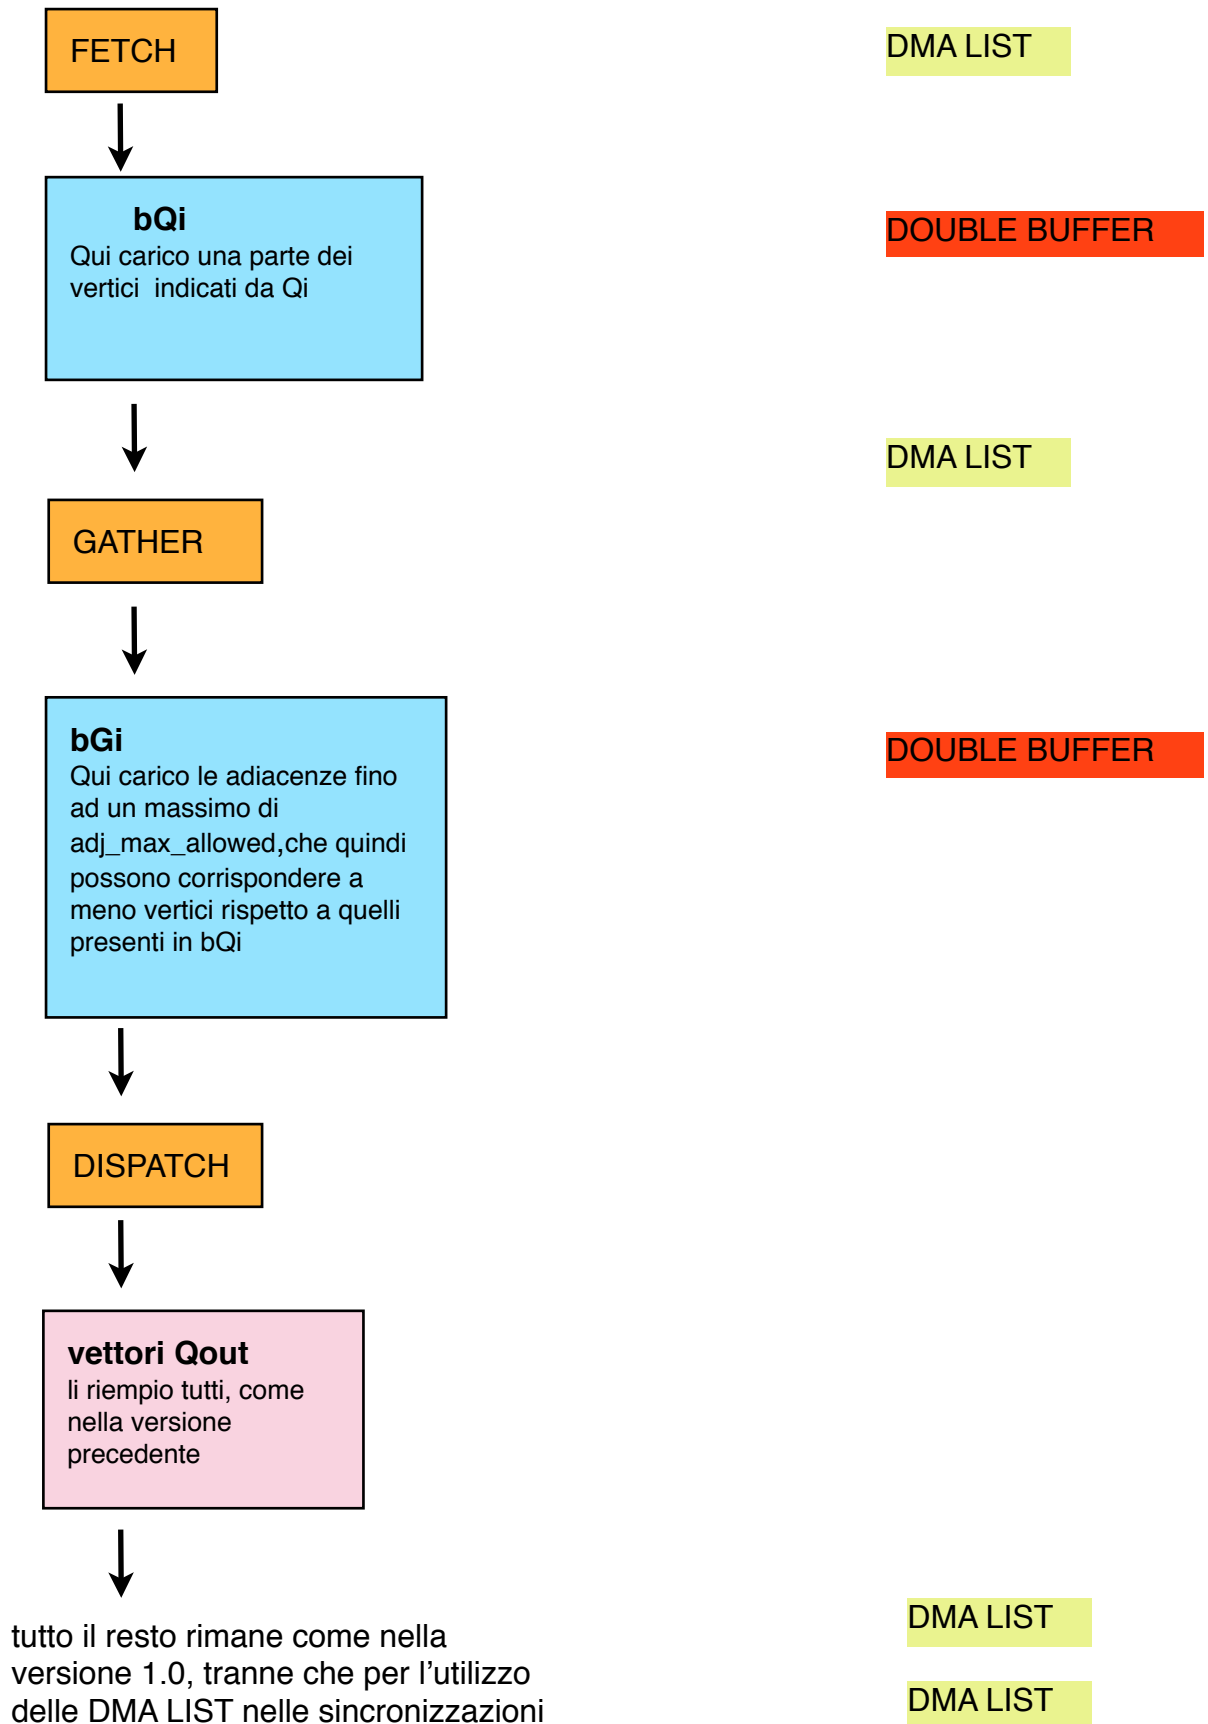 FETCH
DMA LIST
bQi
Qui carico una parte dei
vertici indicati da Qi
DOUBLE BUFFER
DMA LIST
GATHER
bGi
Qui carico le adiacenze fino
ad un massimo di
adj_max_allowed,che quindi
possono corrispondere a
meno vertici rispetto a quelli
presenti in bQi
DOUBLE BUFFER
DISPATCH
vettori Qout
li riempio tutti, come
nella versione
precedente
tutto il resto rimane come nella
versione 1.0, tranne che per l'utilizzo
delle DMA LIST nelle sincronizzazioni
DMA LIST
DMA LIST